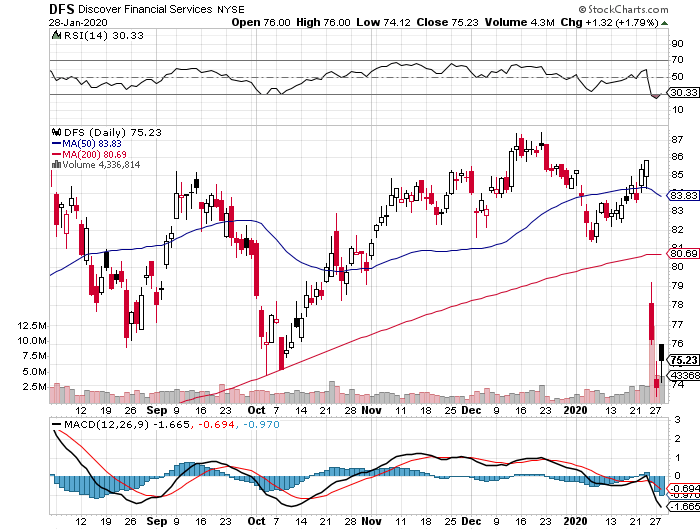 DFS Discover Financial Services NYSE
© StockCharts.com
28-Jan-2020 Open 76.00 High 76.00 Low 74.12 Close 75.23 Volume 4.3M Chg +1.32 (+1.79%)
RSI(14) 30.33
90
70
50
30.33
10
DFS (Daily) 75.23
MA(50) 83.83
MA(200) 80.69
Volume 4,336,814
87
86
85
84
83.83
82
81
80.69
80
79
78
77
76
75.23
43368
74
12.5M
10.0M
7.5M
5.0M
2.5M
12 19 26 Sep 9 16 23 Oct 7 14 21 28 Nov 11 18 25 Dec 9 16 23 2020 13 21 27
MACD(12,26,9) -1.665, -0.694, -0.970
3
2
1
0
-0.694
-0.970
-1.665
12 19 26 Sep 9 16 23 Oct 7 14 21 28 Nov 11 18 25 Dec 9 16 23 2020 13 21 27